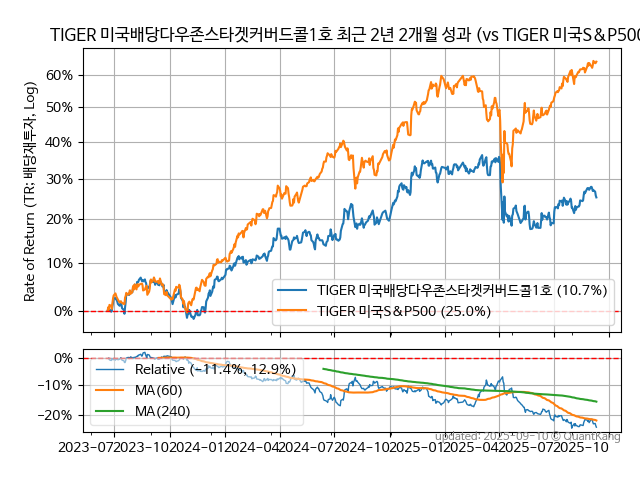 TIGER 미국배당다우존스타겟커버드콜1호 최근 2년 2개월 성과 (vs TIGER 미국S&P500
Rate of Return (TR: 배당재투자, Log)
60%
50%
40%
30%
20%
10%
0%
TIGER 미국배당다우존스타겟커버드콜1호 (10.7%)
TIGER 미국S&P500 (25.0%)
0%
−10%
−20%
Relative (−11.4%, 12.9%)
MA(60)
MA(240)
updated: 2025-09-10 © QuantKang
2023-07 2023-10 2024-01 2024-04 2024-07 2024-10 2025-01 2025-04 2025-07 2025-10